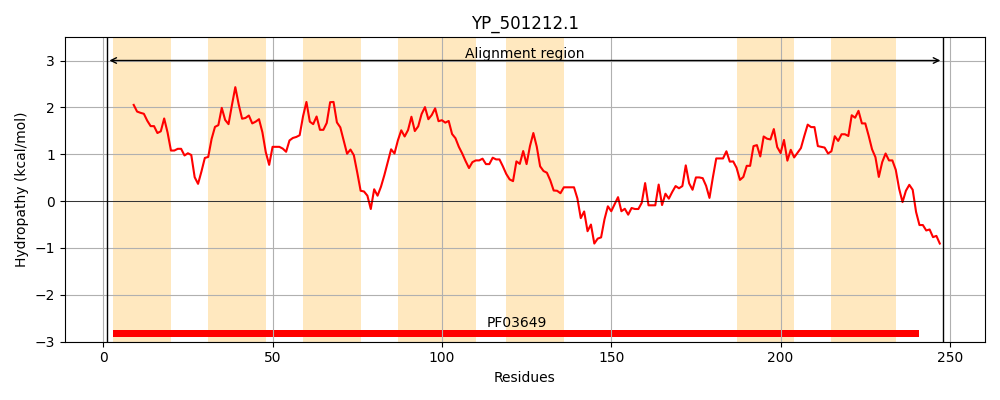 YP_501212.1
Alignment region
Hydropathy (kcal/mol)
3
2
1
0
−1
−2
−3
PF03649
0 50 100 150 200 250
Residues